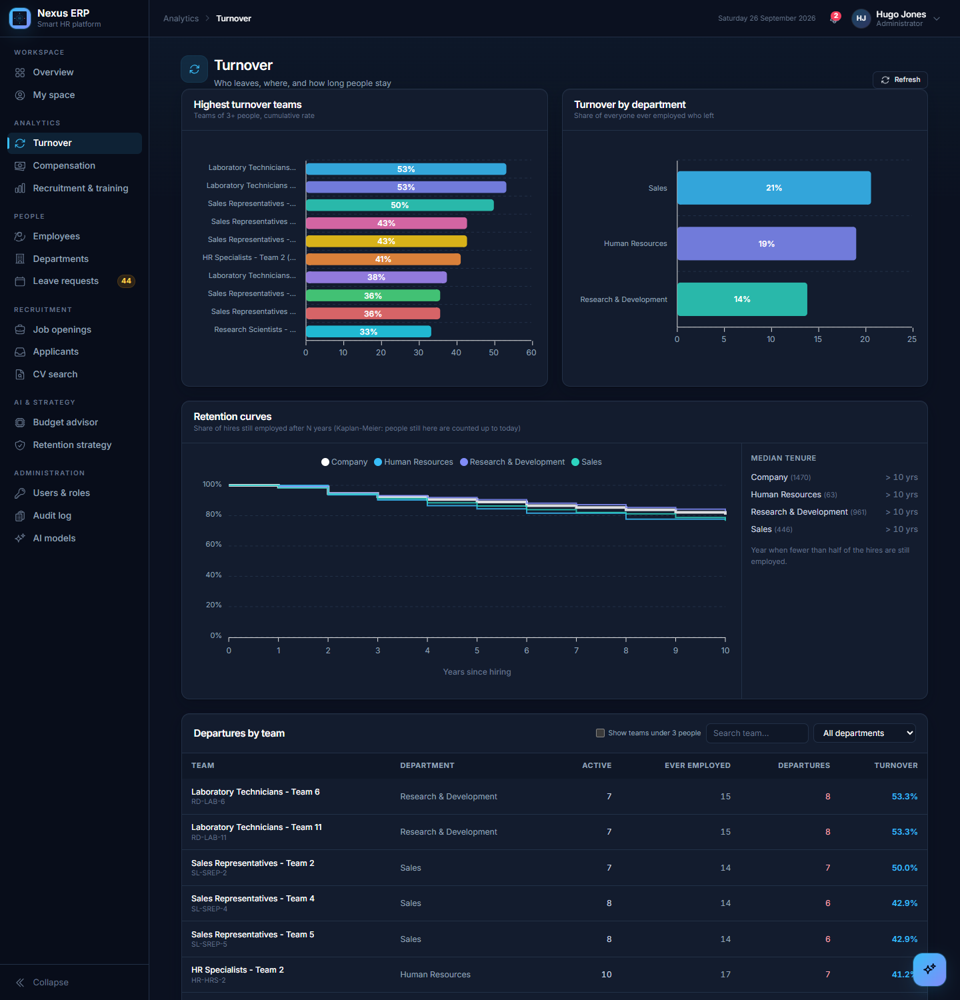 Nexus ERP
Smart HR platform
WORKSPACE
Overview
My space
ANALYTICS
Turnover
Compensation
Recruitment & training
PEOPLE
Employees
Departments
Leave requests 44
RECRUITMENT
Job openings
Applicants
CV search
AI & STRATEGY
Budget advisor
Retention strategy
ADMINISTRATION
Users & roles
Audit log
AI models
Collapse
Analytics Turnover
Saturday 26 September 2026
2
HJ
Hugo Jones
Administrator
Turnover
Who leaves, where, and how long people stay
Refresh
Highest turnover teams
Teams of 3+ people, cumulative rate
Laboratory Technicians... 53%
Laboratory Technicians ... 53%
Sales Representatives -... 50%
Sales Representatives ... 43%
Sales Representatives -... 43%
HR Specialists - Team 2 (... 41%
Laboratory Technicians... 38%
Sales Representatives -... 36%
Sales Representatives ... 36%
Research Scientists - ... 33%
0 10 20 30 40 50 60
Turnover by department
Share of everyone ever employed who left
Sales 21%
Human Resources 19%
Research & Development 14%
0 5 10 15 20 25
Retention curves
Share of hires still employed after N years (Kaplan-Meier: people still here are counted up to today)
Company Human Resources Research & Development Sales
100%
80%
60%
40%
20%
0%
0 1 2 3 4 5 6 7 8 9 10
Years since hiring
MEDIAN TENURE
Company (1470) > 10 yrs
Human Resources (63) > 10 yrs
Research & Development (961) > 10 yrs
Sales (446) > 10 yrs
Year when fewer than half of the hires are still
employed.
Departures by team
Show teams under 3 people
Search team...
All departments
TEAM DEPARTMENT ACTIVE EVER EMPLOYED DEPARTURES TURNOVER
Laboratory Technicians - Team 6
RD-LAB-6
Research & Development 7 15 8 53.3%
Laboratory Technicians - Team 11
RD-LAB-11
Research & Development 7 15 8 53.3%
Sales Representatives - Team 2
SL-SREP-2
Sales 7 14 7 50.0%
Sales Representatives - Team 4
SL-SREP-4
Sales 8 14 6 42.9%
Sales Representatives - Team 5
SL-SREP-5
Sales 8 14 6 42.9%
HR Specialists - Team 2
HR-HRS-2
Human Resources 10 17 7 41.2%